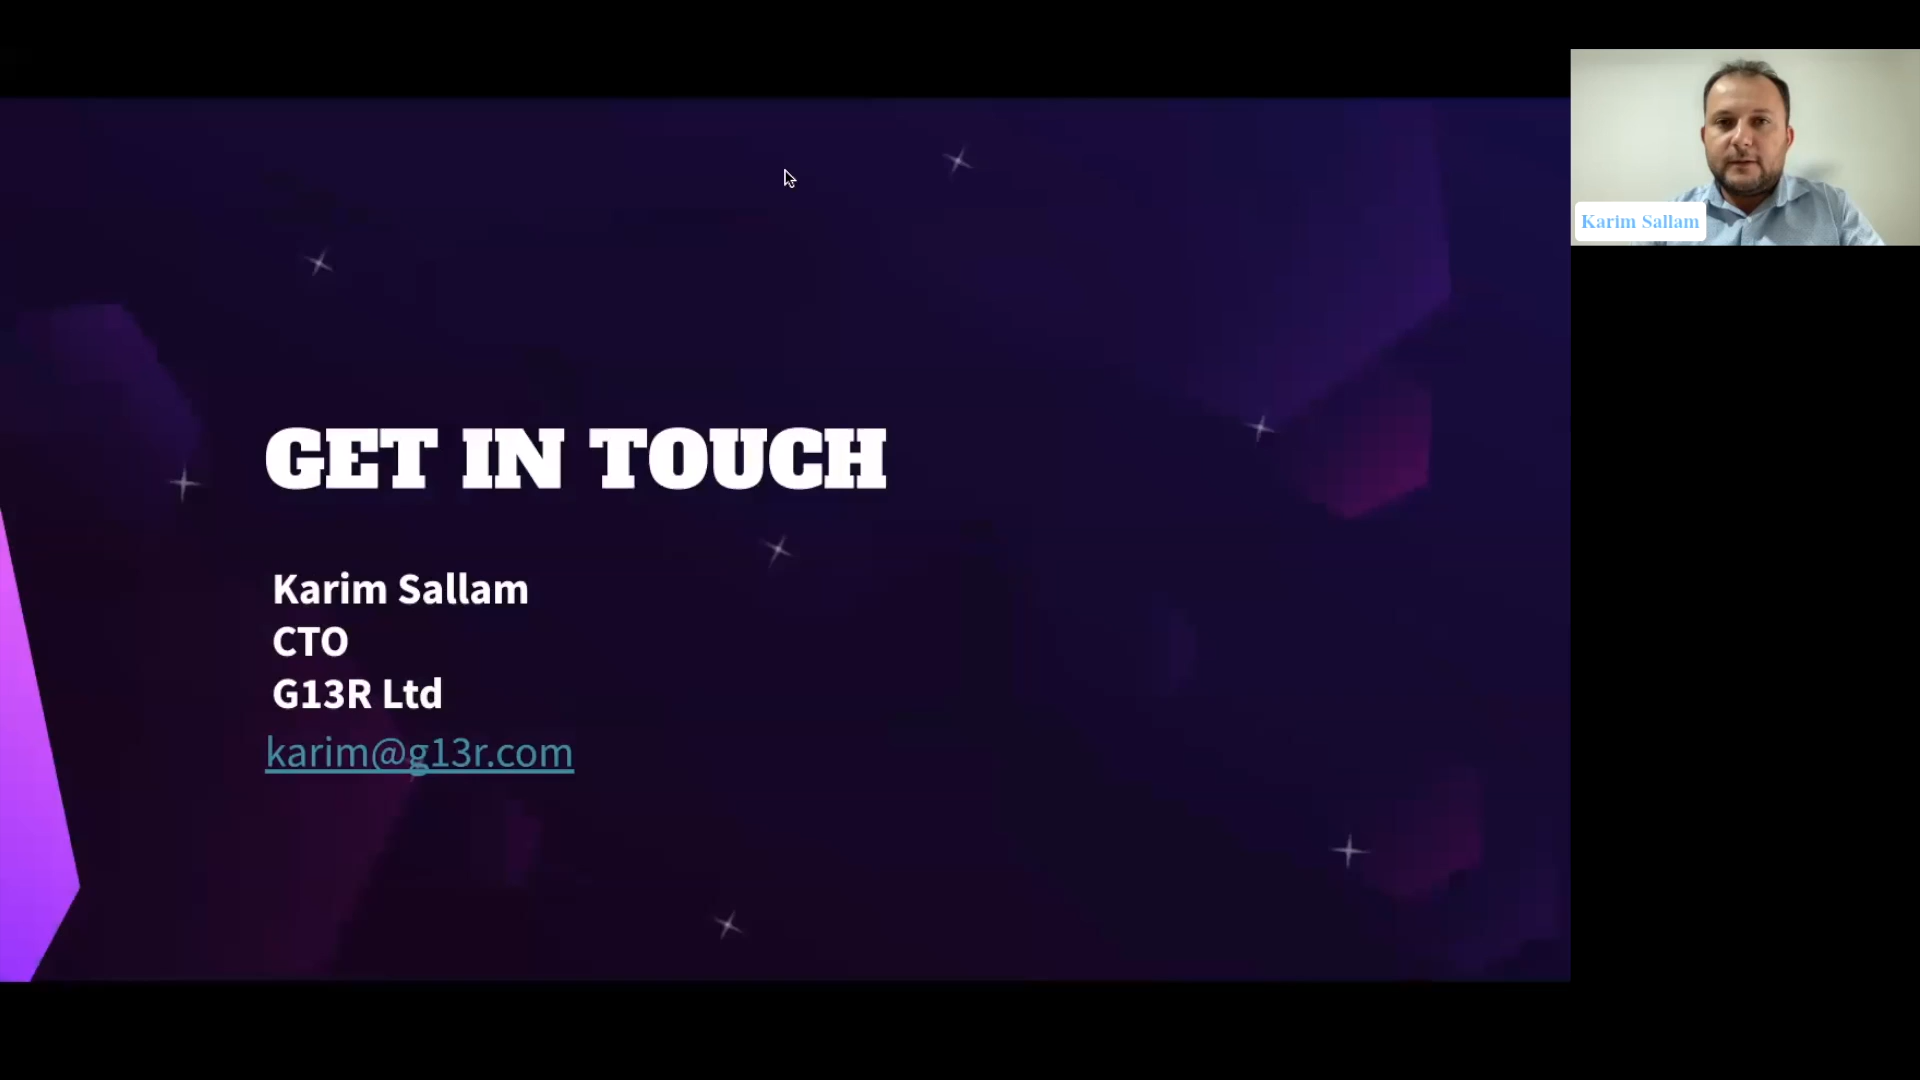 GET IN TOUCH
Karim Sallam
CTO
G13R Ltd
karim@g13r.com
Karim Sallam